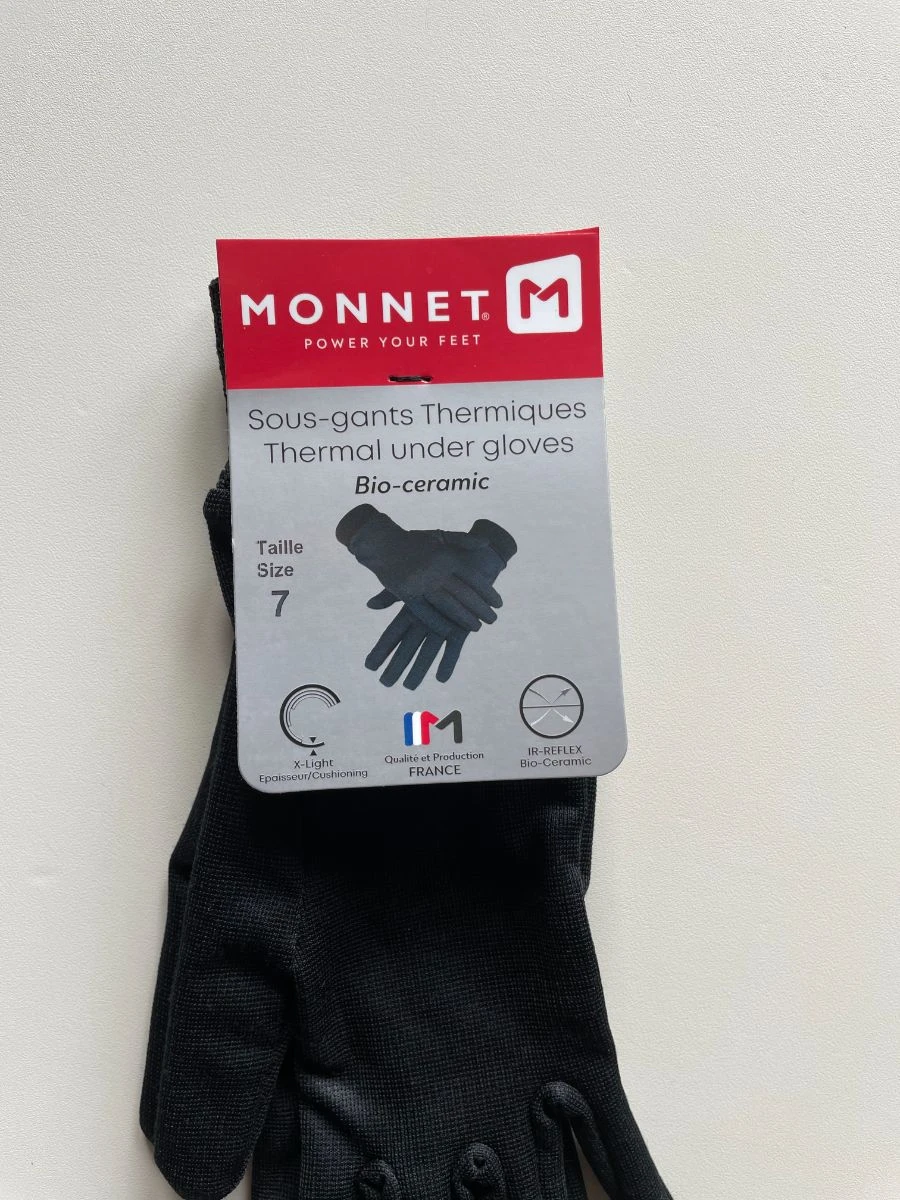 MONNET®
M
POWER YOUR FEET
Sous-gants Thermiques
Thermal under gloves
Bio-ceramic
Taille
Size
7
X-Light
Epaisseur/Cushioning
Qualité et Production
FRANCE
IR-REFLEX
Bio-Ceramic